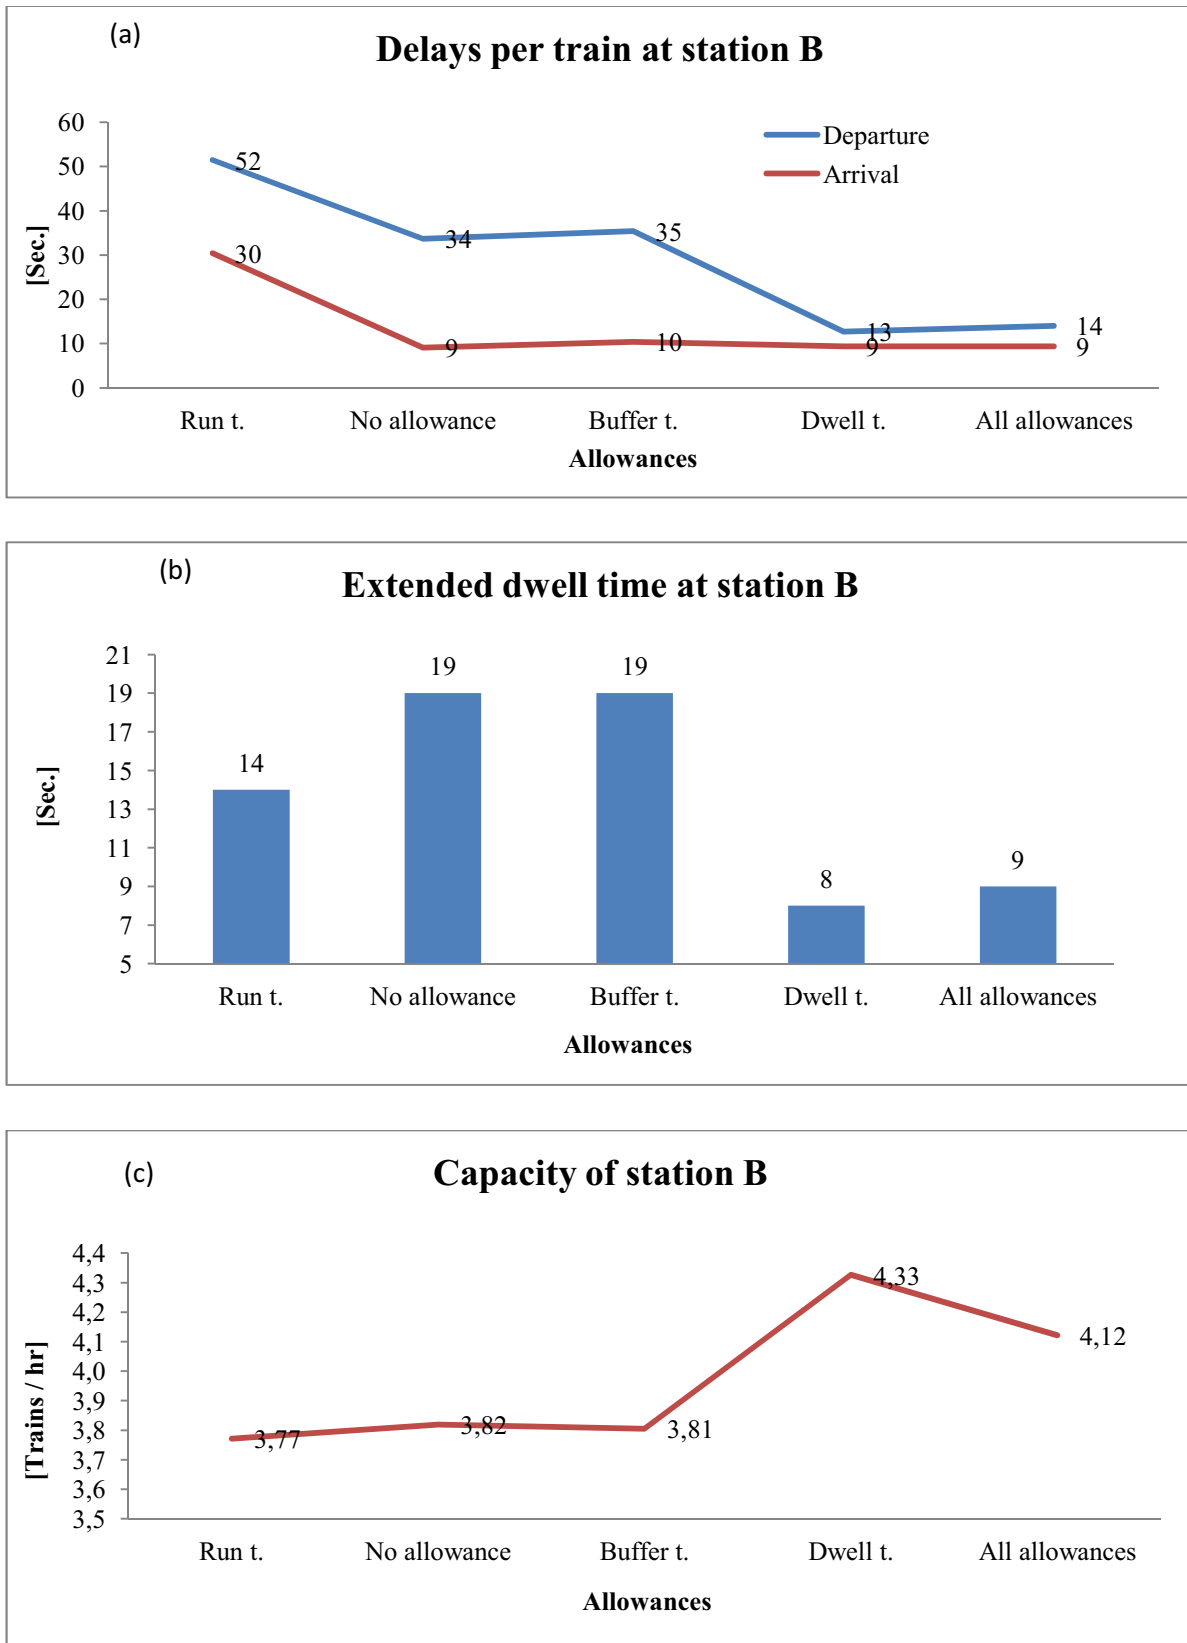 (a)
Delays per train at station B
60
50
40
30
20
10
0
[Sec.]
Departure
Arrival
52
34
35
13
14
30
9
10
9
9
Run t.
No allowance
Buffer t.
Dwell t.
All allowances
Allowances
(b)
Extended dwell time at station B
21
19
17
15
13
11
9
7
5
[Sec.]
14
19
19
8
9
Run t.
No allowance
Buffer t.
Dwell t.
All allowances
Allowances
(c)
Capacity of station B
4,4
4,3
4,2
4,1
4,0
3,9
3,8
3,7
3,6
3,5
[Trains / hr]
3,77
3,82
3,81
4,33
4,12
Run t.
No allowance
Buffer t.
Dwell t.
All allowances
Allowances